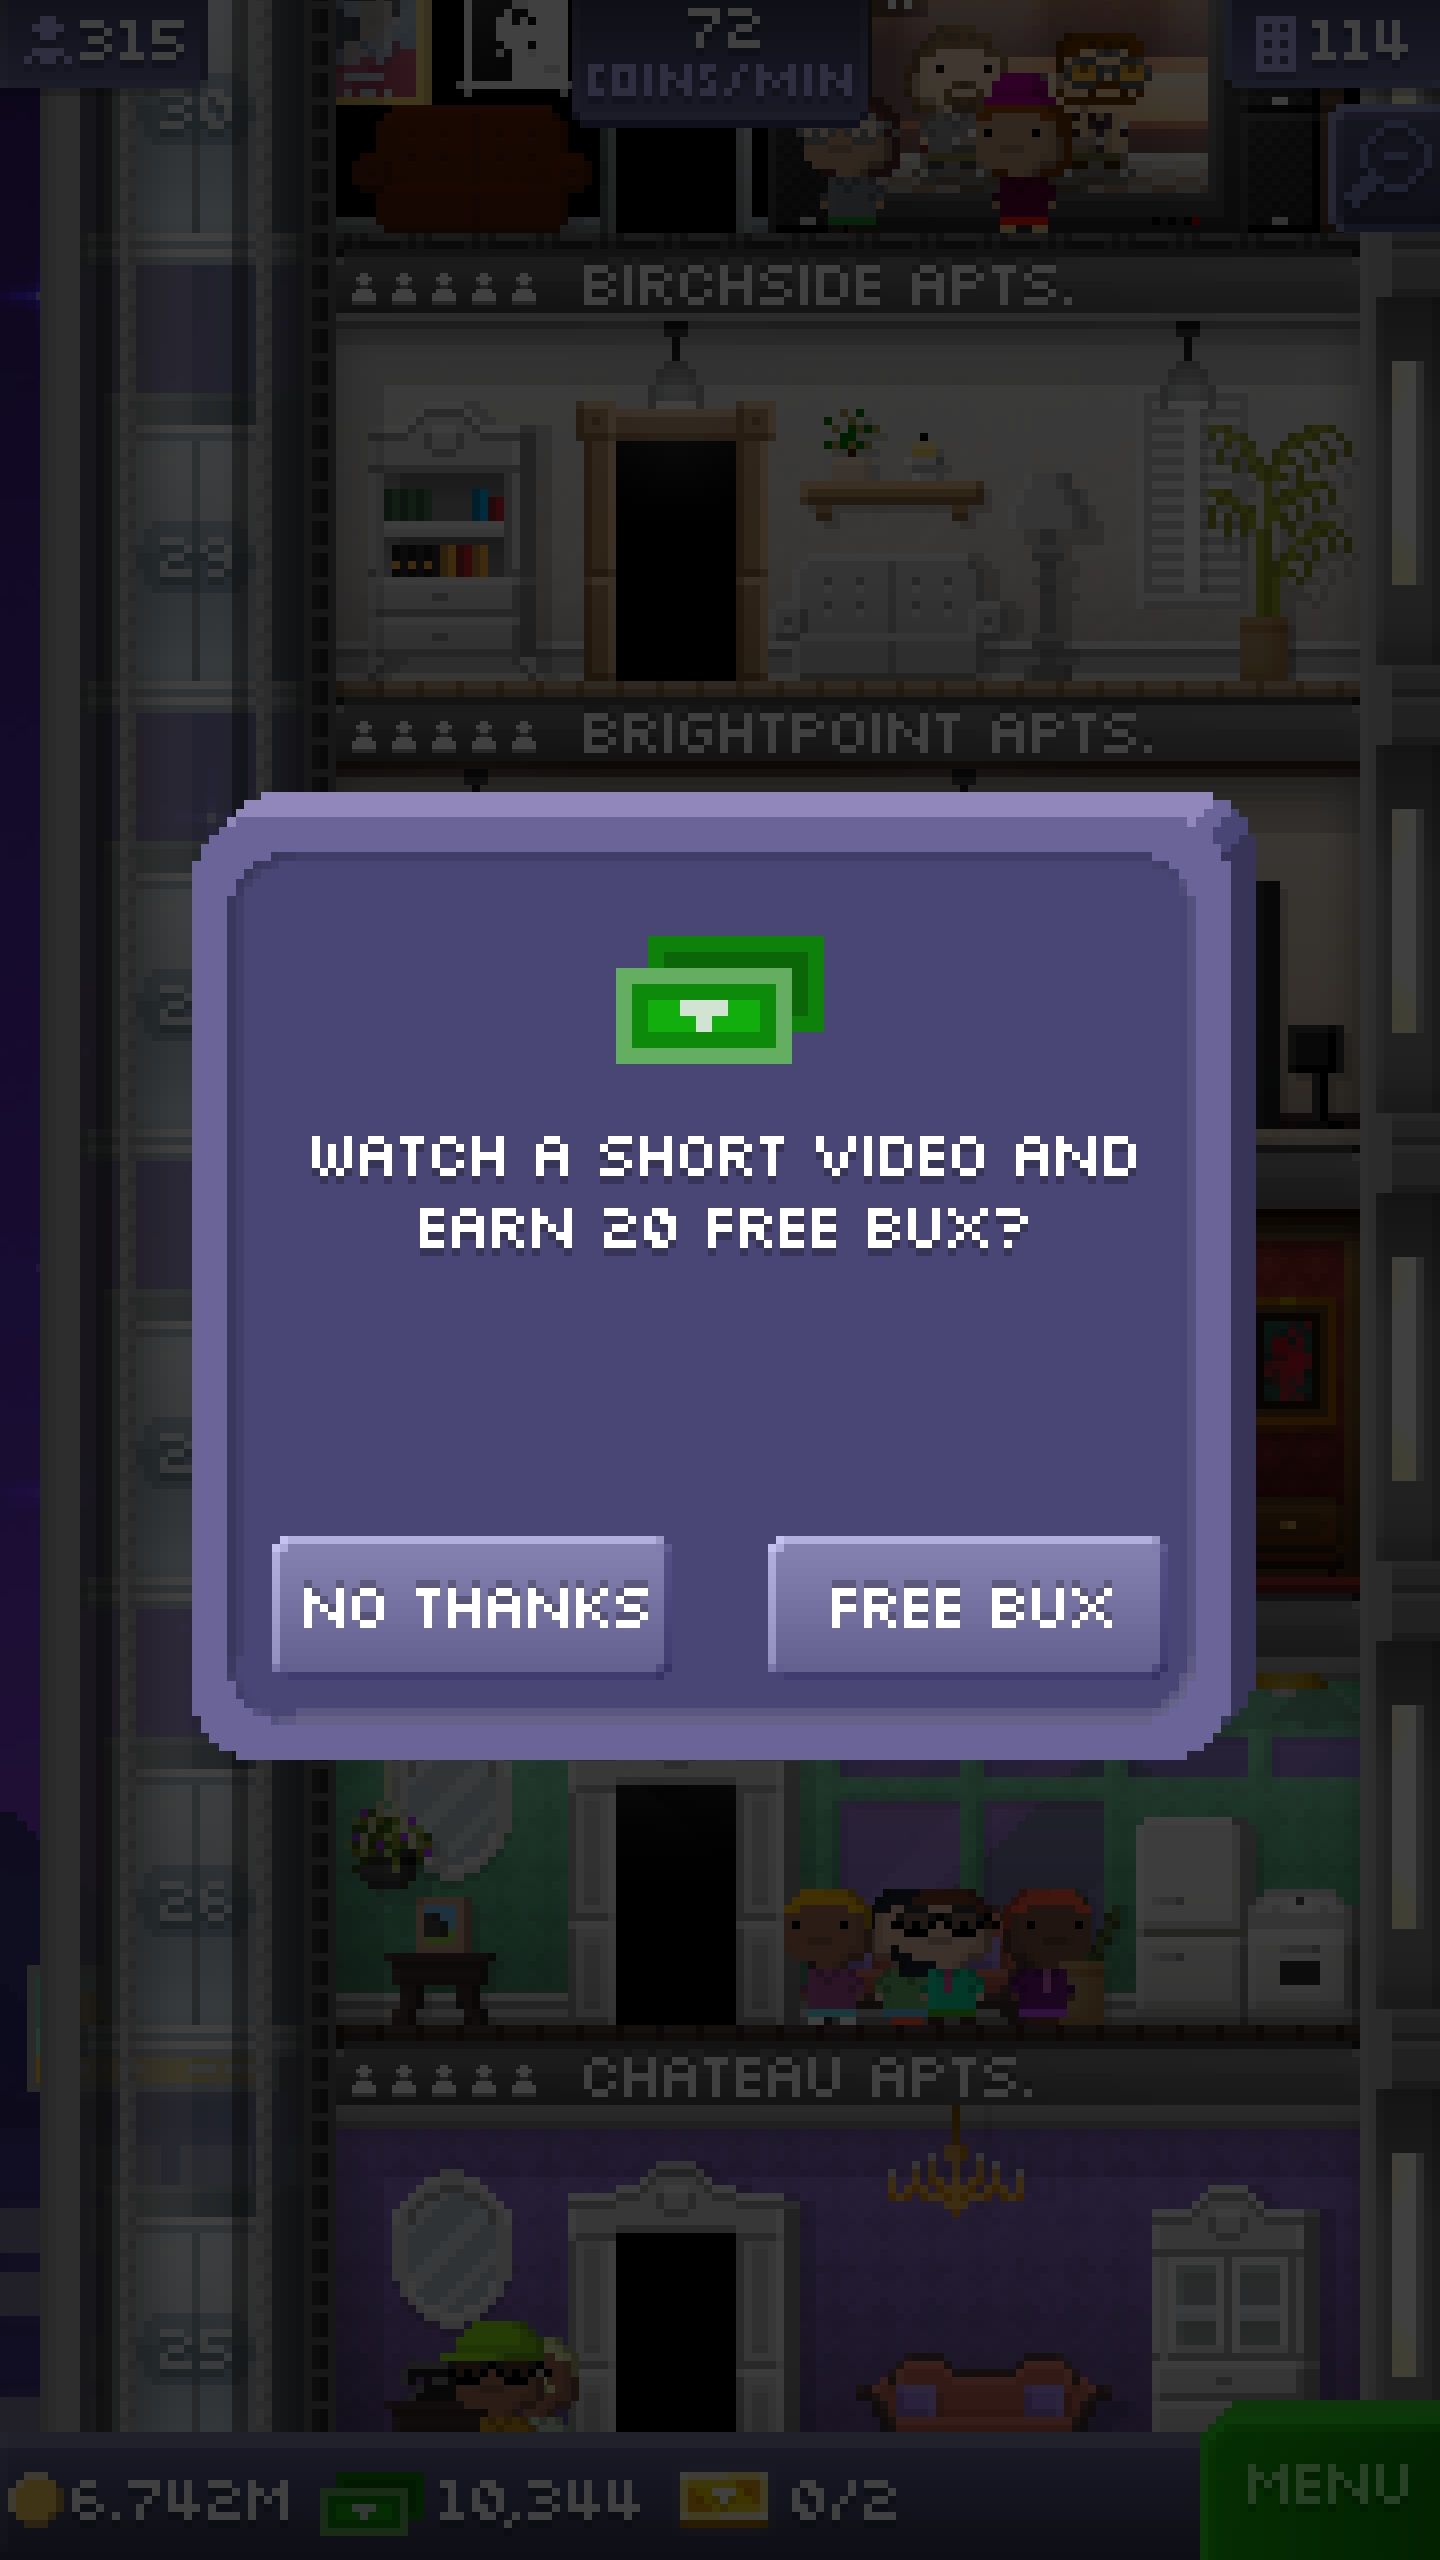 315
72
COINS/MIN
114
30
BIRCHSIDE APTS.
29
BRIGHTPOINT APTS.
WATCH A SHORT VIDEO AND
EARN 20 FREE BUX?
NO THANKS
FREE BUX
26
CHATEAU APTS.
25
6.742M
10,344
0/2
MENU